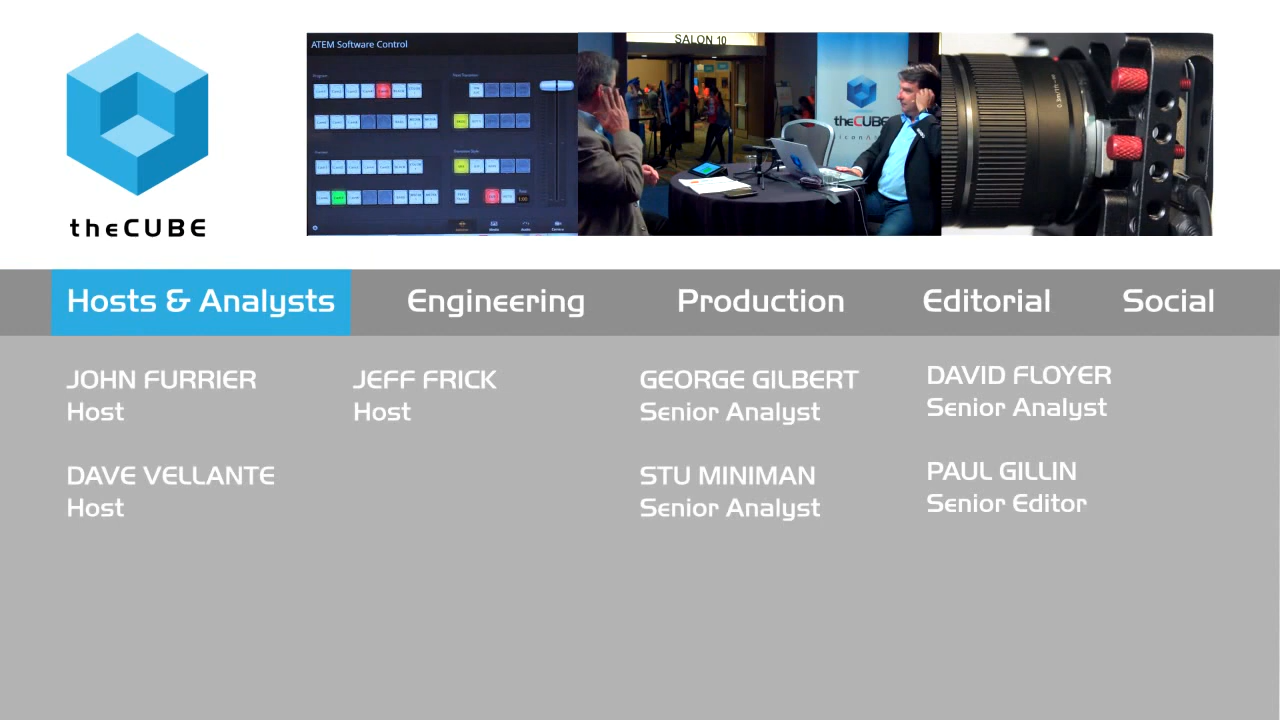 theCUBE
ATEM Software Control
SALON 10
theCUBE
Hosts & Analysts
Engineering
Production
Editorial
Social
JOHN FURRIER
Host
JEFF FRICK
Host
GEORGE GILBERT
Senior Analyst
DAVID FLOYER
Senior Analyst
DAVE VELLANTE
Host
STU MINIMAN
Senior Analyst
PAUL GILLIN
Senior Editor